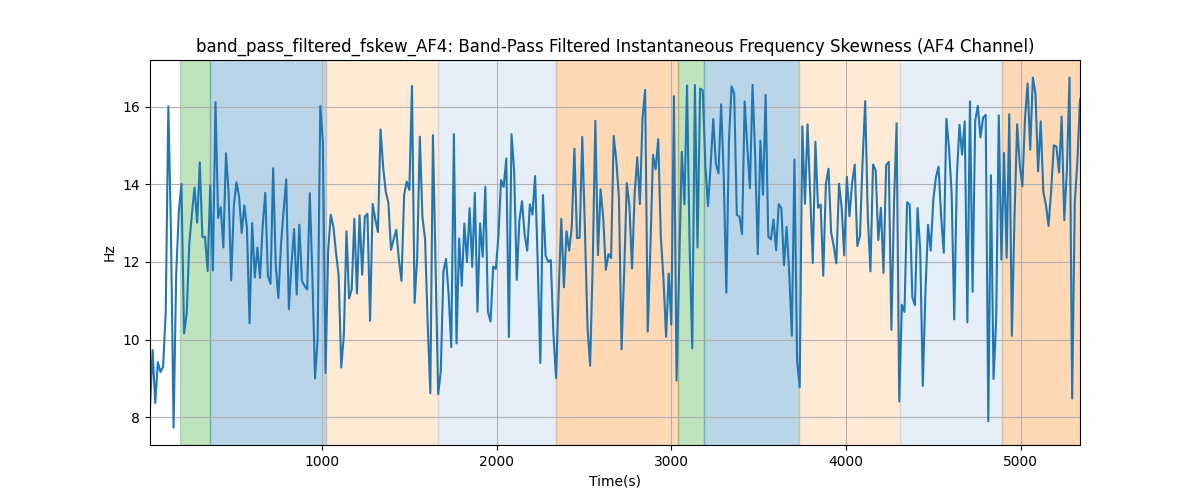 band_pass_filtered_fskew_AF4: Band-Pass Filtered Instantaneous Frequency Skewness (AF4 Channel)
16
14
12
10
8
Hz
1000 2000 3000 4000 5000
Time(s)